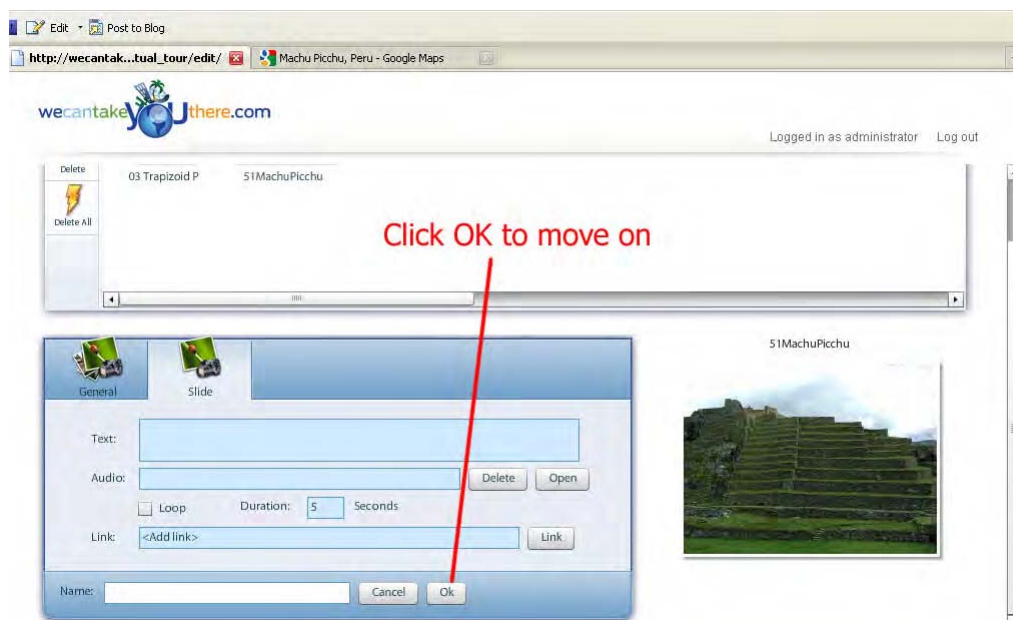 Edit Post to Blog
http://wecantak...tual_tour/edit/ Machu Picchu, Peru - Google Maps
wecantakeyouthere.com
Logged in as administrator Log out
Delete
03 Trapizoid P 51MachuPicchu
Delete All
Click OK to move on
51MachuPicchu
General Slide
Text:
Audio: Delete Open
Loop Duration: 5 Seconds
Link: <Add link> Link
Name: Cancel Ok